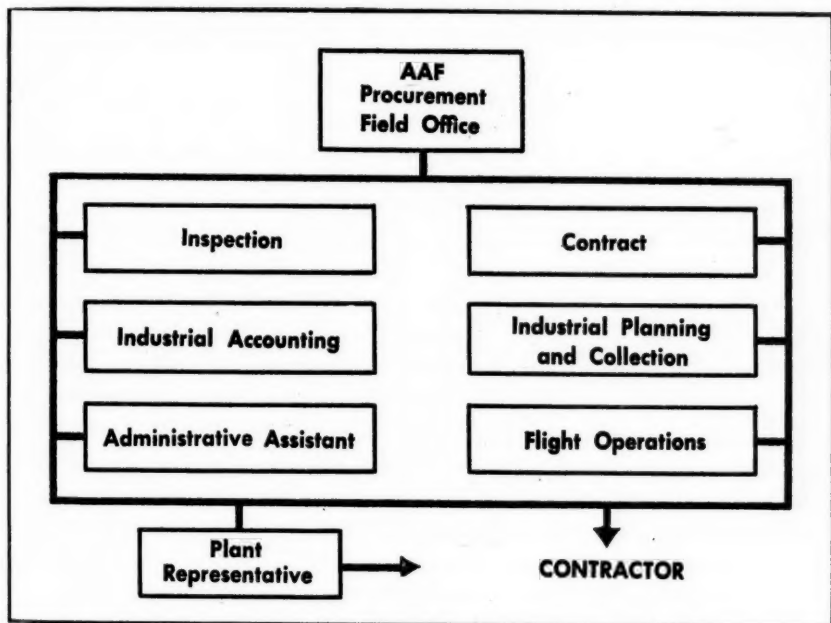 AAF
Procurement
Field Office
Inspection
Contract
Industrial Accounting
Industrial Planning
and Collection
Administrative Assistant
Flight Operations
Plant
Representative
CONTRACTOR